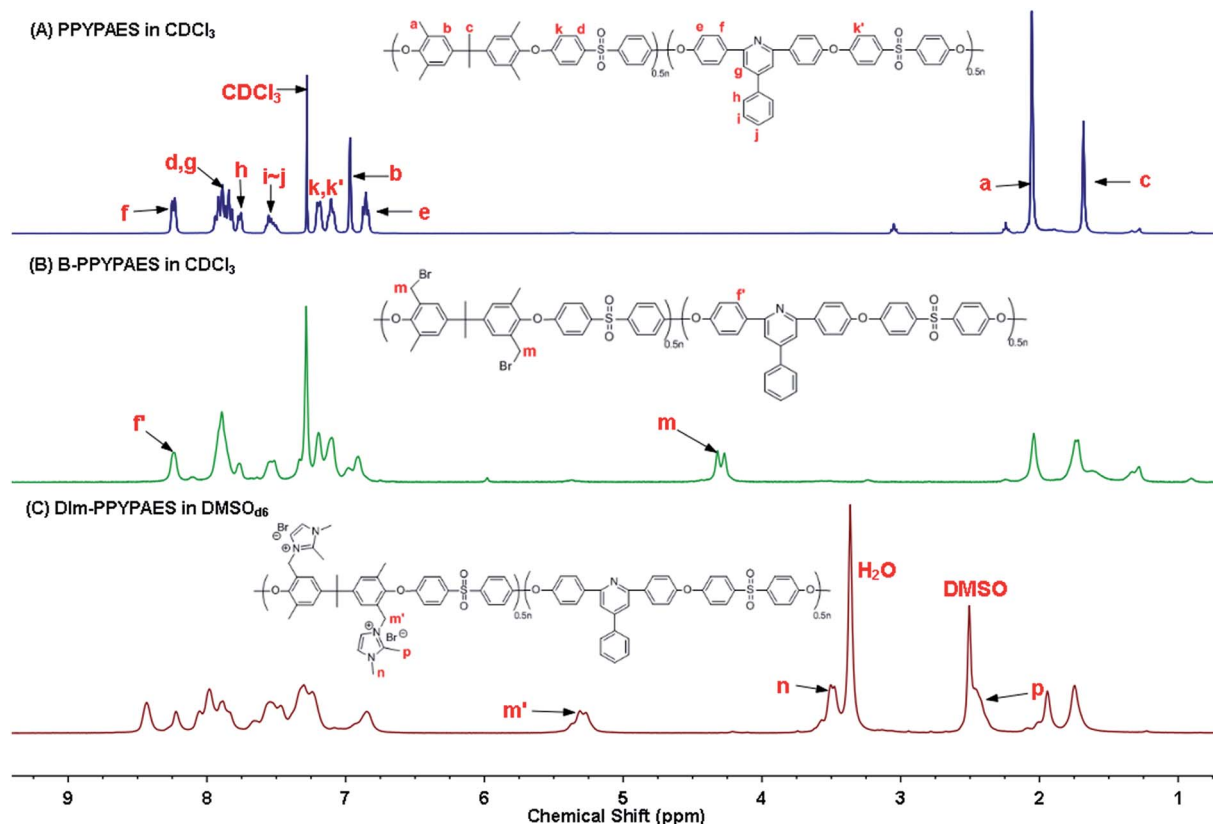 (A) PPYPAES in CDCl₃
a b c k d e f k'
O O S O O O N O S O O
0.5n 0.5n
g
h
i
j
CDCl₃
d,g h i~j k,k' b
f e a c
(B) B-PPYPAES in CDCl₃
Br
m
O O S O O O f' N O S O O
0.5n 0.5n
m
Br
f' m
(C) DIm-PPYPAES in DMSOd6
Br ⊖ N ⊕ N
O O S O O O N O S O O
0.5n 0.5n
m'
⊕ N Br ⊖
N p
n
H₂O
DMSO
n p
m'
9 8 7 6 5 4 3 2 1
Chemical Shift (ppm)